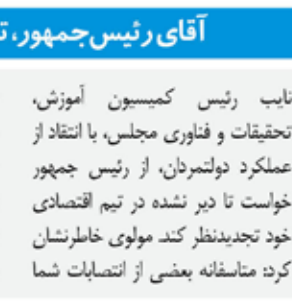 آقای رئیس‌جمهور، ت
نایب رئیس کمیسیون آموزش،
تحقیقات و فناوری مجلس، با انتقاد از
عملکرد دولتمردان، از رئیس جمهور
خواست تا دیر نشده در تیم اقتصادی
خود تجدیدنظر کند. مولوی خاطرنشان
کرد: متاسفانه بعضی از انتصابات شما